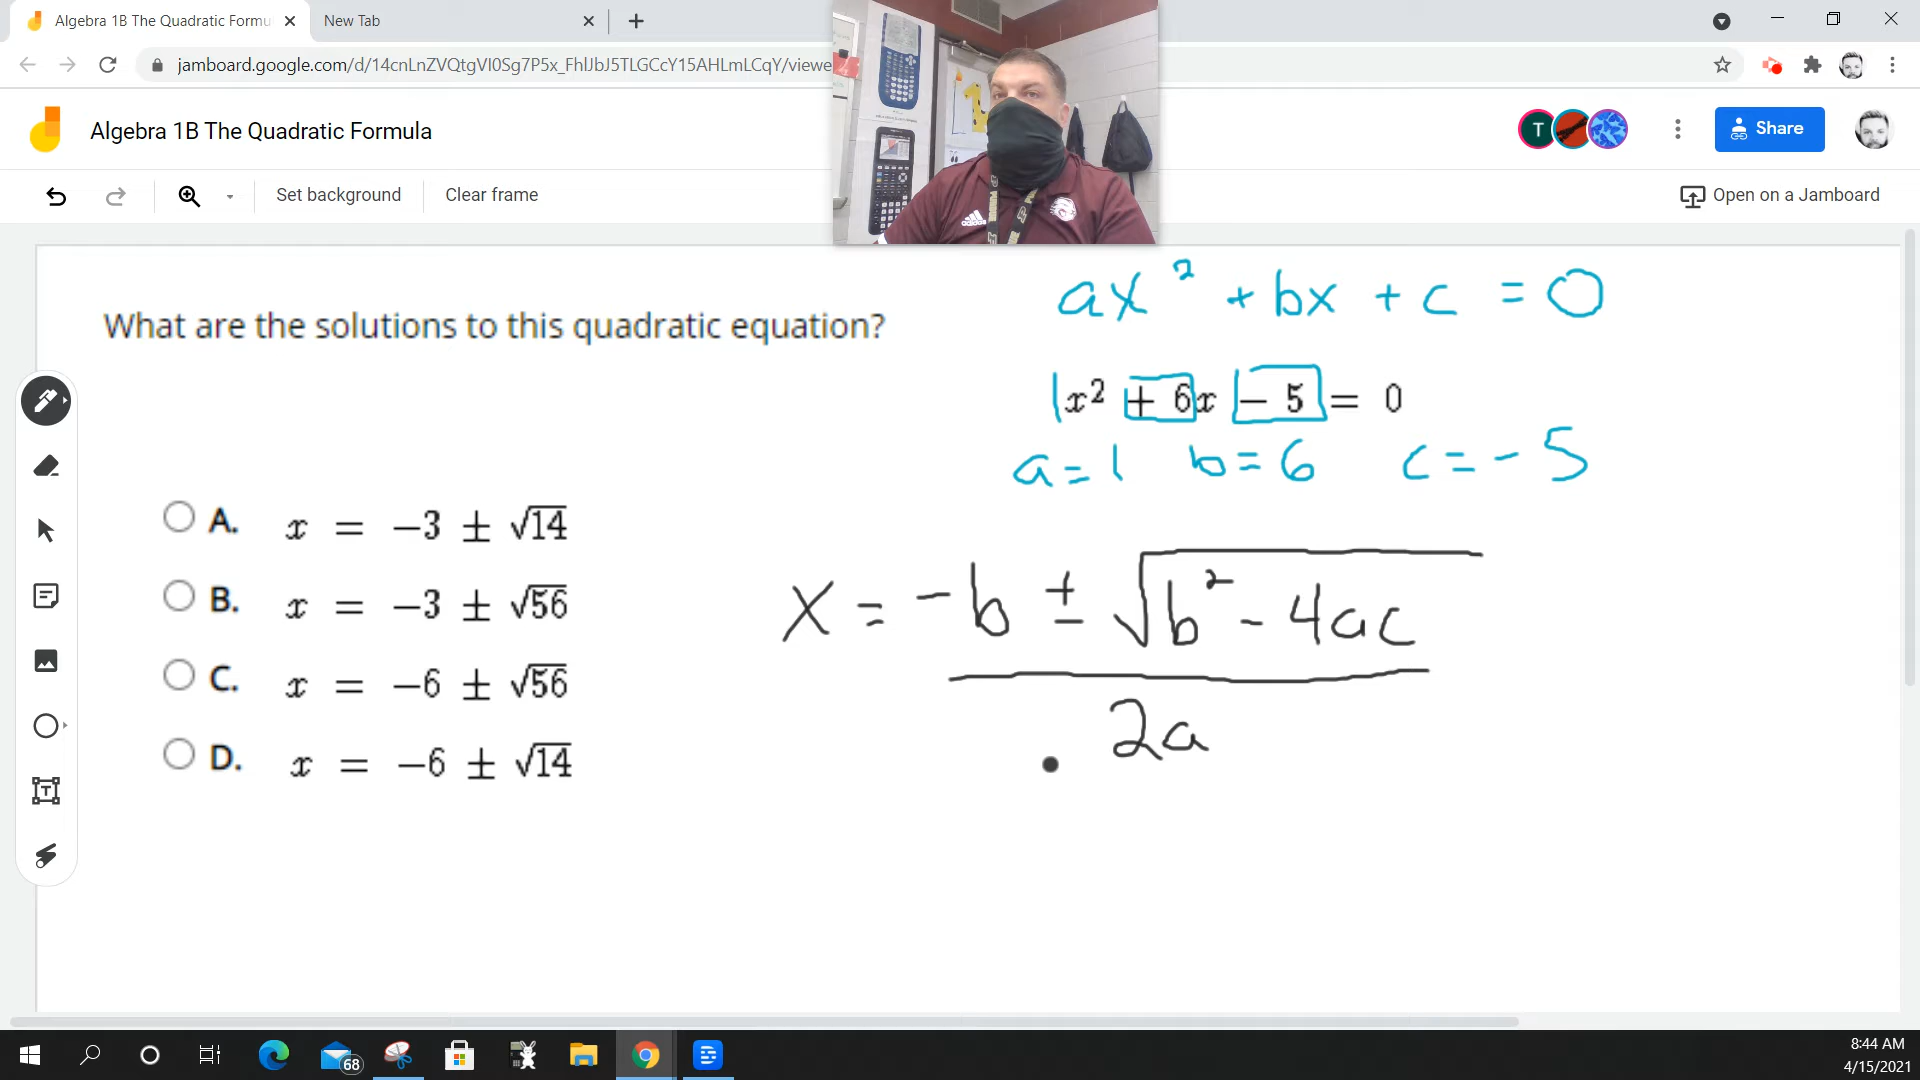 Algebra 1B The Quadratic Formu
New Tab
jamboard.google.com/d/14cnLnZVQtgVI0Sg7P5x_FhlJbJ5TLGCcY15AHLmLCqY/viewe
Algebra 1B The Quadratic Formula
T
Share
Set background
Clear frame
Open on a Jamboard
ax² + bx + c = 0
What are the solutions to this quadratic equation?
1x² + 6x − 5 = 0
a = 1 b = 6 c = - 5
A. x = −3 ± √14
B. x = −3 ± √56
C. x = −6 ± √56
D. x = −6 ± √14
X = -b ± √b² - 4ac
2a
68
8:44 AM
4/15/2021